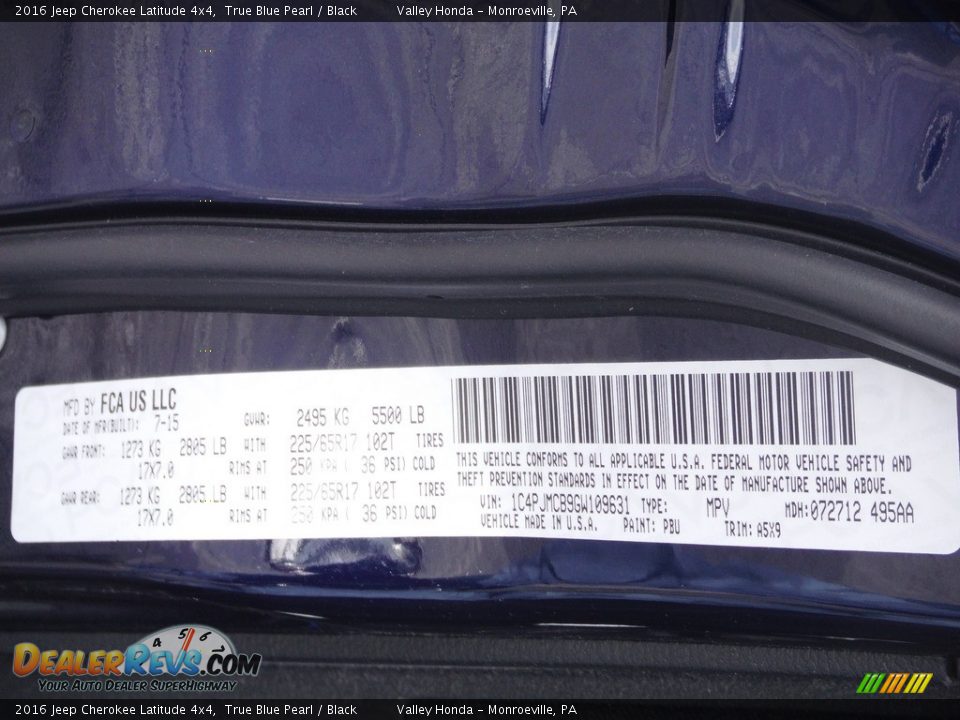 2016 Jeep Cherokee Latitude 4x4, True Blue Pearl / Black Valley Honda - Monroeville, PA
MFD BY FCA US LLC
DATE OF MFR(BUILT): 7-15
GVWR: 2495 KG 5500 LB
GAWR FRONT: 1273 KG 2805 LB WITH 225/65R17 102T TIRES
17X7.0 RIMS AT 250 KPA ( 36 PSI) COLD
GAWR REAR: 1273 KG 2805 LB WITH 225/65R17 102T TIRES
17X7.0 RIMS AT 250 KPA ( 36 PSI) COLD
THIS VEHICLE CONFORMS TO ALL APPLICABLE U.S.A. FEDERAL MOTOR VEHICLE SAFETY AND
THEFT PREVENTION STANDARDS IN EFFECT ON THE DATE OF MANUFACTURE SHOWN ABOVE.
VIN: 1C4PJMCB9GW109631 TYPE: MPV MDH: 072712 495AA
VEHICLE MADE IN U.S.A. PAINT: PBU TRIM: A5X9
4 5 6
DEALERREVS.COM
YOUR AUTO DEALER SUPERHIGHWAY
2016 Jeep Cherokee Latitude 4x4, True Blue Pearl / Black Valley Honda - Monroeville, PA